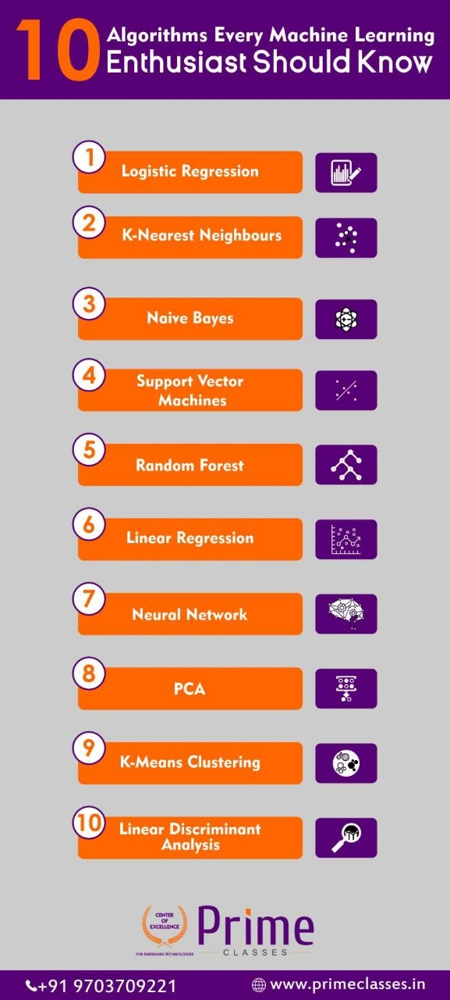 10 Algorithms Every Machine Learning
Enthusiast Should Know
1
Logistic Regression
2
K-Nearest Neighbours
3
Naive Bayes
4
Support Vector
Machines
5
Random Forest
6
Linear Regression
7
Neural Network
8
PCA
9
K-Means Clustering
10
Linear Discriminant
Analysis
CENTER
OF
EXCELLENCE
FOR EMERGING TECHNOLOGIES
Prime
CLASSES
+91 9703709221
www.primeclasses.in